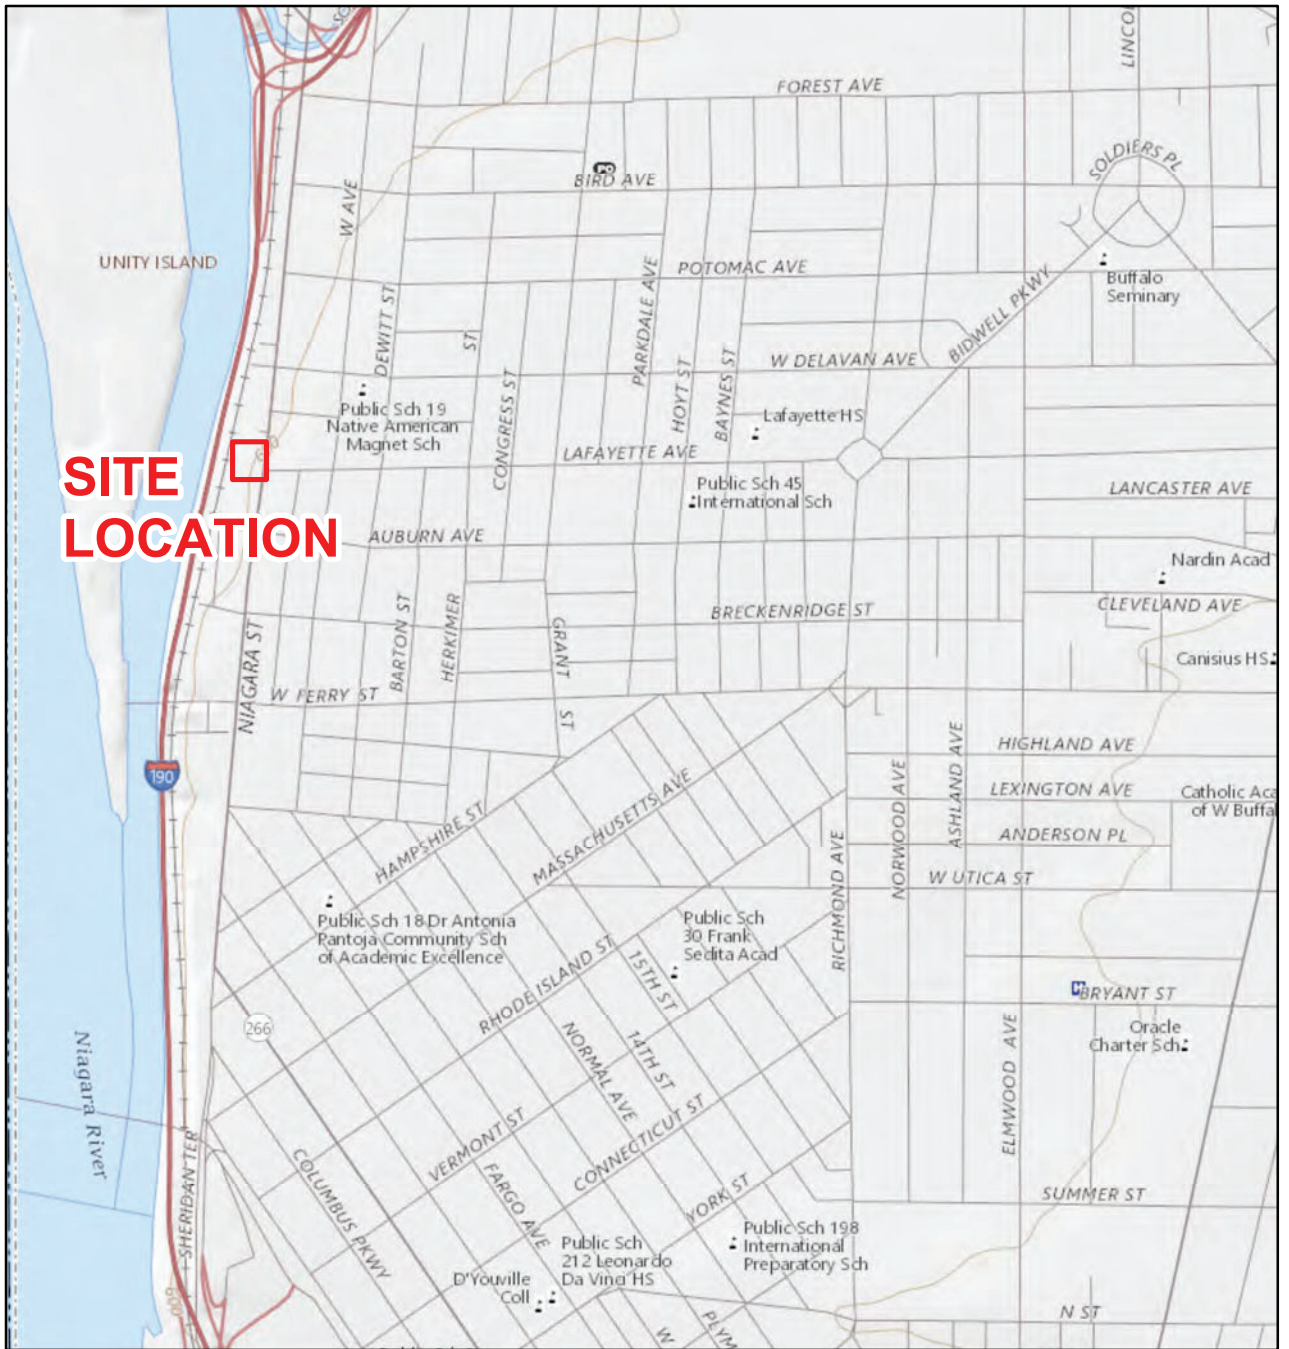 FOREST AVE
SOLDIERS PL
BIRD AVE
W AVE
UNITY ISLAND
POTOMAC AVE
PARKDALE AVE
BIDWELL PKWY
Buffalo
Seminary
DEWITT ST
ST
HOYT ST
BAYNES ST
W DELAVAN AVE
CONGRESS ST
Public Sch 19
Native American
Magnet Sch
Lafayette HS
LAFAYETTE AVE
SITE
LOCATION
Public Sch 45
International Sch
LANCASTER AVE
AUBURN AVE
Nardin Acad
CLEVELAND AVE
BRECKENRIDGE ST
BARTON ST
HERKIMER
GRANT
ST
NIAGARA ST
W FERRY ST
Canisius HS
190
HIGHLAND AVE
LEXINGTON AVE
ANDERSON PL
W UTICA ST
Catholic Aca
of W Buffa
ASHLAND AVE
NORWOOD AVE
RICHMOND AVE
HAMPSHIRE ST
MASSACHUSETTS AVE
Public Sch 18 Dr Antonia
Pantoja Community Sch
of Academic Excellence
Public Sch
30 Frank
Sedita Acad
RHODE ISLAND ST
15TH ST
14TH ST
NORMAL AVE
BRYANT ST
Oracle
Charter Sch
ELMWOOD AVE
266
Niagara River
SHERIDAN TER
COLUMBUS PKWY
VERMONT ST
FARGO AVE
CONNECTICUT ST
YORK ST
SUMMER ST
Public Sch 198
International
Preparatory Sch
Public Sch
212 Leonardo
Da Vinci HS
D'Youville
Coll
600
N ST
W
PLYM